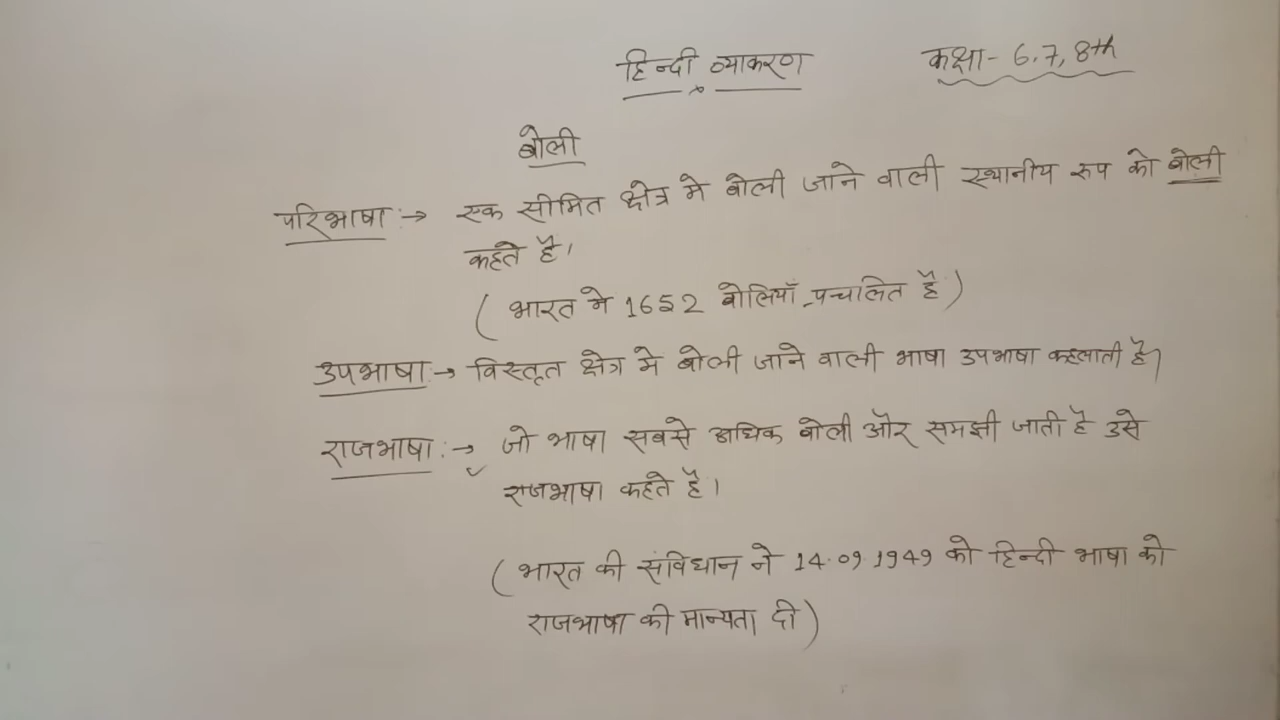 हिन्दी व्याकरण कक्षा- 6.7,8th
बोली
परिभाषा :→ एक सीमित क्षेत्र मे बोली जाने वाली स्थानीय रुप को बोली
कहते है।
(भारत मे 1652 बोलियाँ प्रचलित है)
उपभाषा :→ विस्तृत क्षेत्र मे बोली जाने वाली भाषा उपभाषा कहलाती है।
राजभाषा :→ जो भाषा सबसे अधिक बोली और समझी जाती है उसे
राजभाषा कहते है।
(भारत की संविधान ने 14.09.1949 को हिन्दी भाषा को
राजभाषा की मान्यता दी)